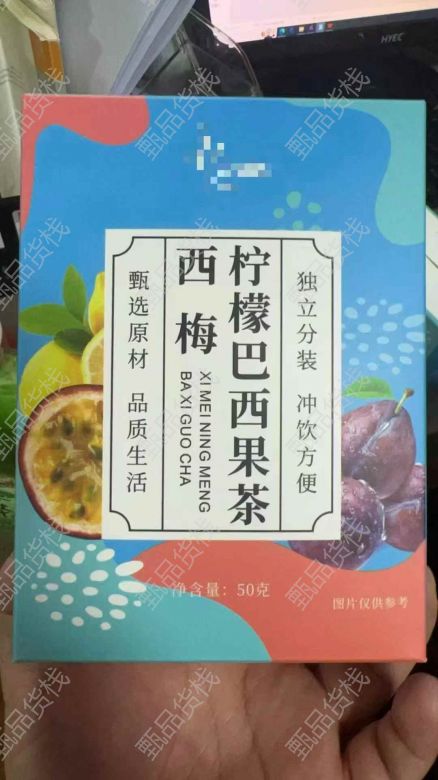 HYEC
西梅
柠檬巴西果茶
XI MEI NING MENG
BA XI GUO CHA
独立分装 冲饮方便
甄选原材 品质生活
净含量：50克
图片仅供参考
甄品货栈